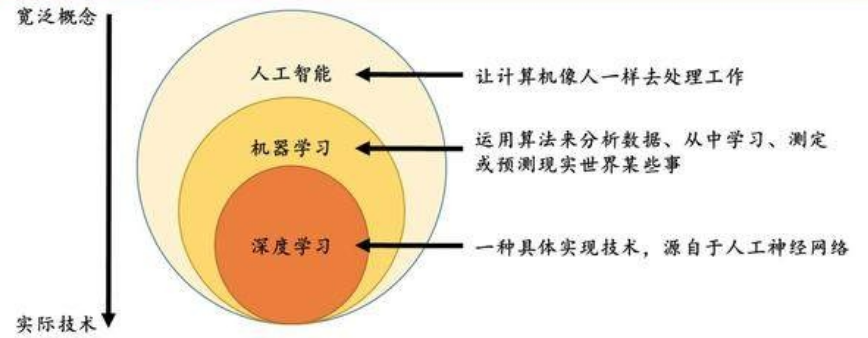 宽泛概念
人工智能
让计算机像人一样去处理工作
机器学习
运用算法来分析数据、从中学习、测定
或预测现实世界某些事
深度学习
一种具体实现技术，源自于人工神经网络
实际技术